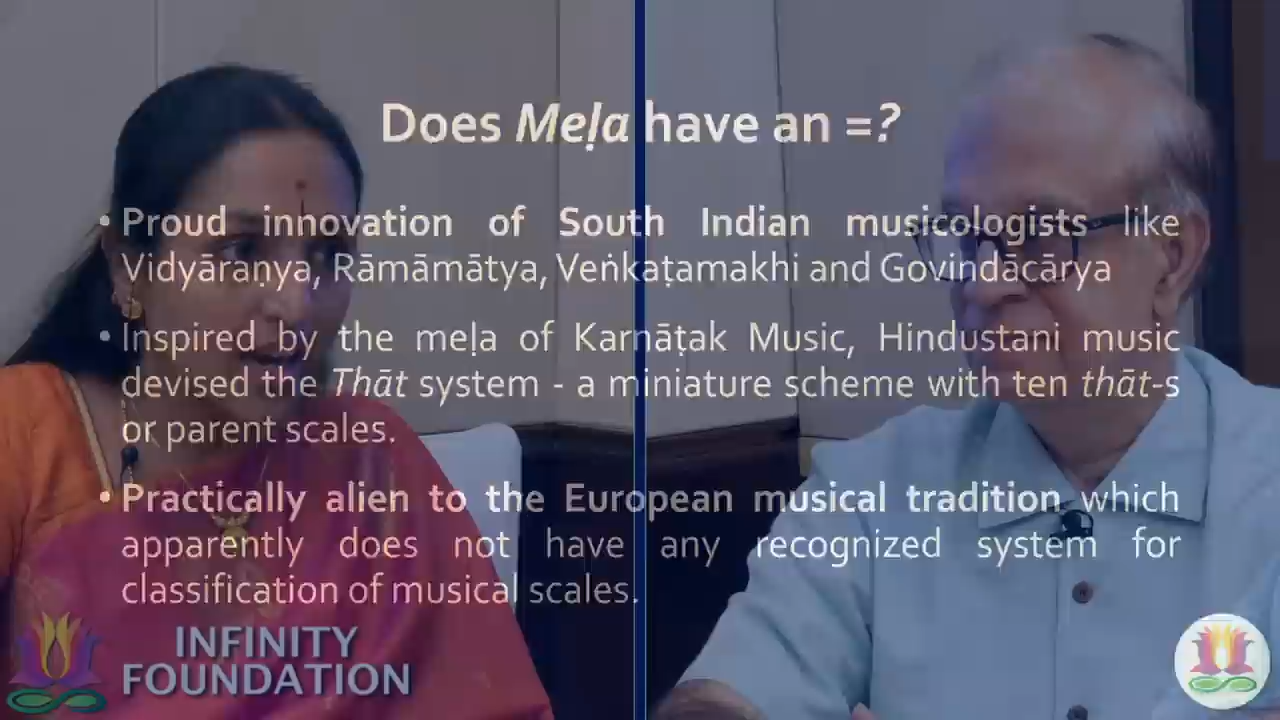 Does Meḷa have an =?
• Proud innovation of South Indian musicologists like
Vidyāraṇya, Rāmāmātya, Veṅkaṭamakhi and Govindācārya
• Inspired by the meḷa of Karnāṭak Music, Hindustani music
devised the Thāt system - a miniature scheme with ten thāt-s
or parent scales.
• Practically alien to the European musical tradition which
apparently does not have any recognized system for
classification of musical scales.
INFINITY
FOUNDATION